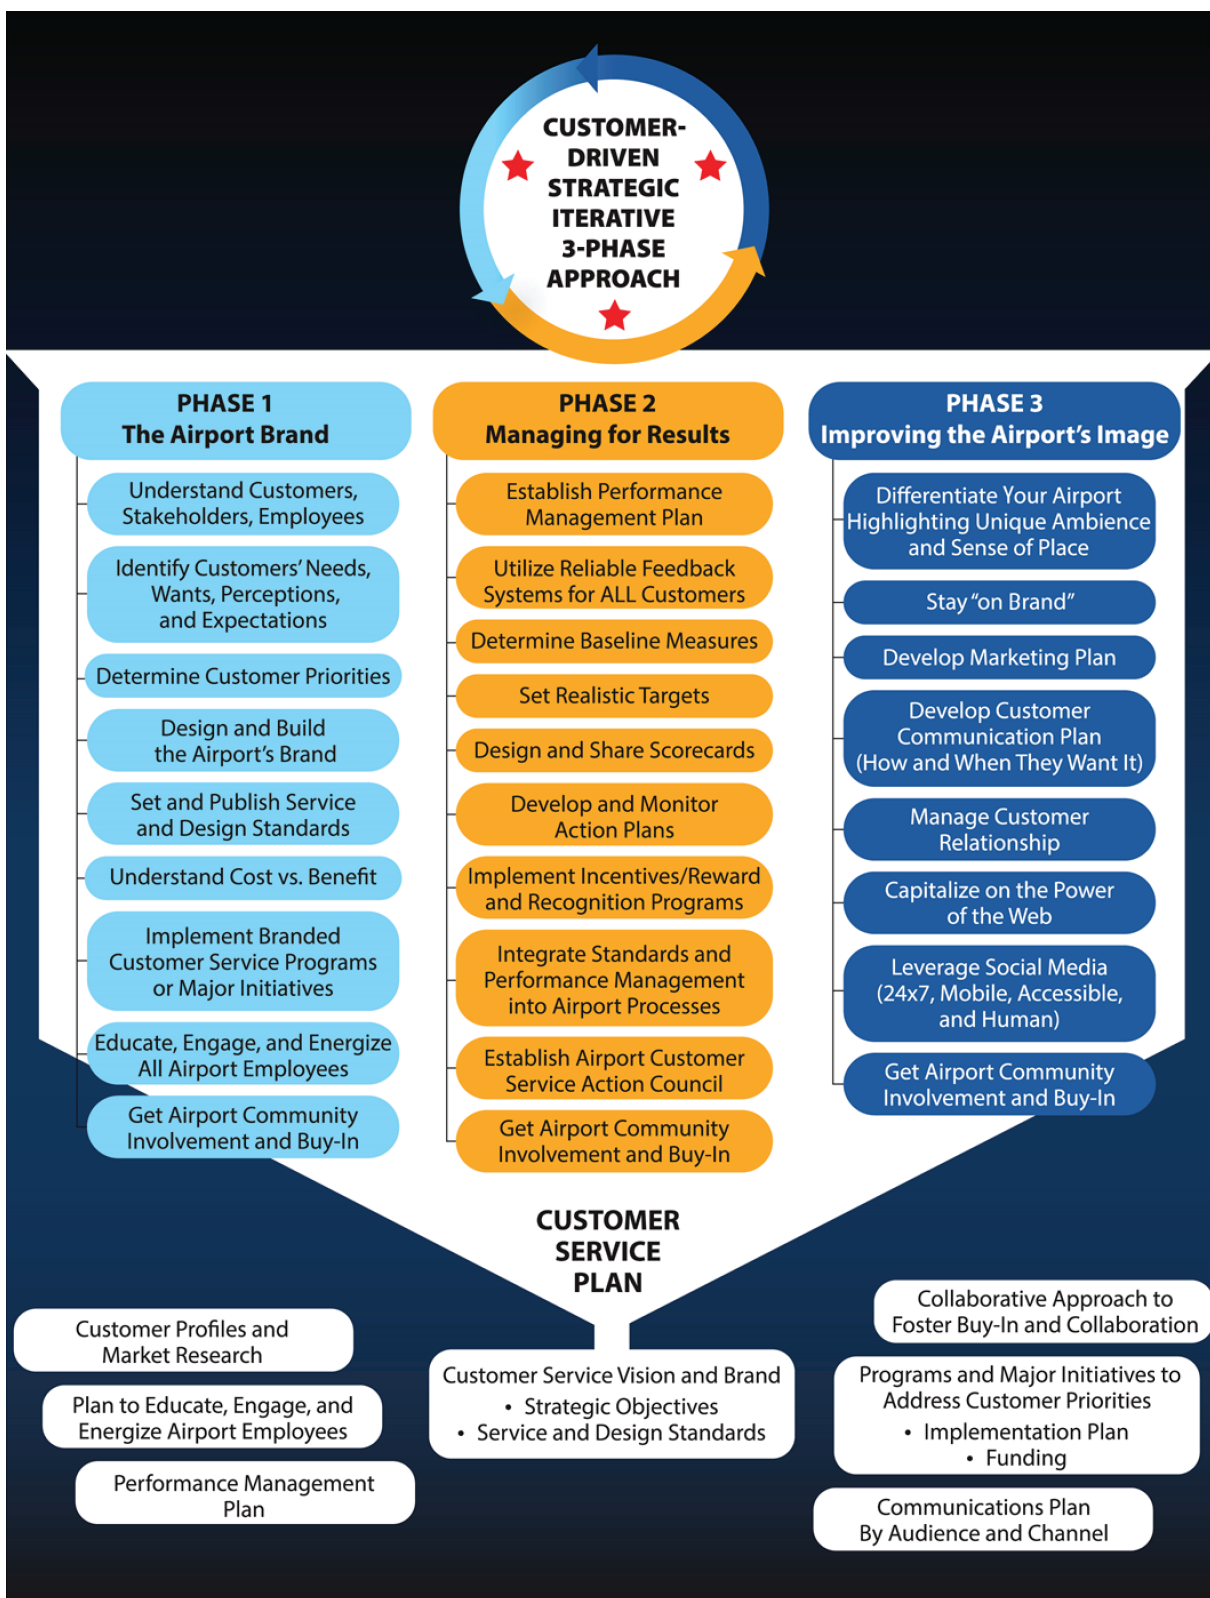 CUSTOMER-
DRIVEN
STRATEGIC
ITERATIVE
3-PHASE
APPROACH
PHASE 1
The Airport Brand
Understand Customers,
Stakeholders, Employees
Identify Customers' Needs,
Wants, Perceptions,
and Expectations
Determine Customer Priorities
Design and Build
the Airport's Brand
Set and Publish Service
and Design Standards
Understand Cost vs. Benefit
Implement Branded
Customer Service Programs
or Major Initiatives
Educate, Engage, and Energize
All Airport Employees
Get Airport Community
Involvement and Buy-In
PHASE 2
Managing for Results
Establish Performance
Management Plan
Utilize Reliable Feedback
Systems for ALL Customers
Determine Baseline Measures
Set Realistic Targets
Design and Share Scorecards
Develop and Monitor
Action Plans
Implement Incentives/Reward
and Recognition Programs
Integrate Standards and
Performance Management
into Airport Processes
Establish Airport Customer
Service Action Council
Get Airport Community
Involvement and Buy-In
PHASE 3
Improving the Airport's Image
Differentiate Your Airport
Highlighting Unique Ambience
and Sense of Place
Stay “on Brand”
Develop Marketing Plan
Develop Customer
Communication Plan
(How and When They Want It)
Manage Customer
Relationship
Capitalize on the Power
of the Web
Leverage Social Media
(24x7, Mobile, Accessible,
and Human)
Get Airport Community
Involvement and Buy-In
CUSTOMER
SERVICE
PLAN
Customer Profiles and
Market Research
Plan to Educate, Engage, and
Energize Airport Employees
Performance Management
Plan
Customer Service Vision and Brand
• Strategic Objectives
• Service and Design Standards
Collaborative Approach to
Foster Buy-In and Collaboration
Programs and Major Initiatives to
Address Customer Priorities
• Implementation Plan
• Funding
Communications Plan
By Audience and Channel